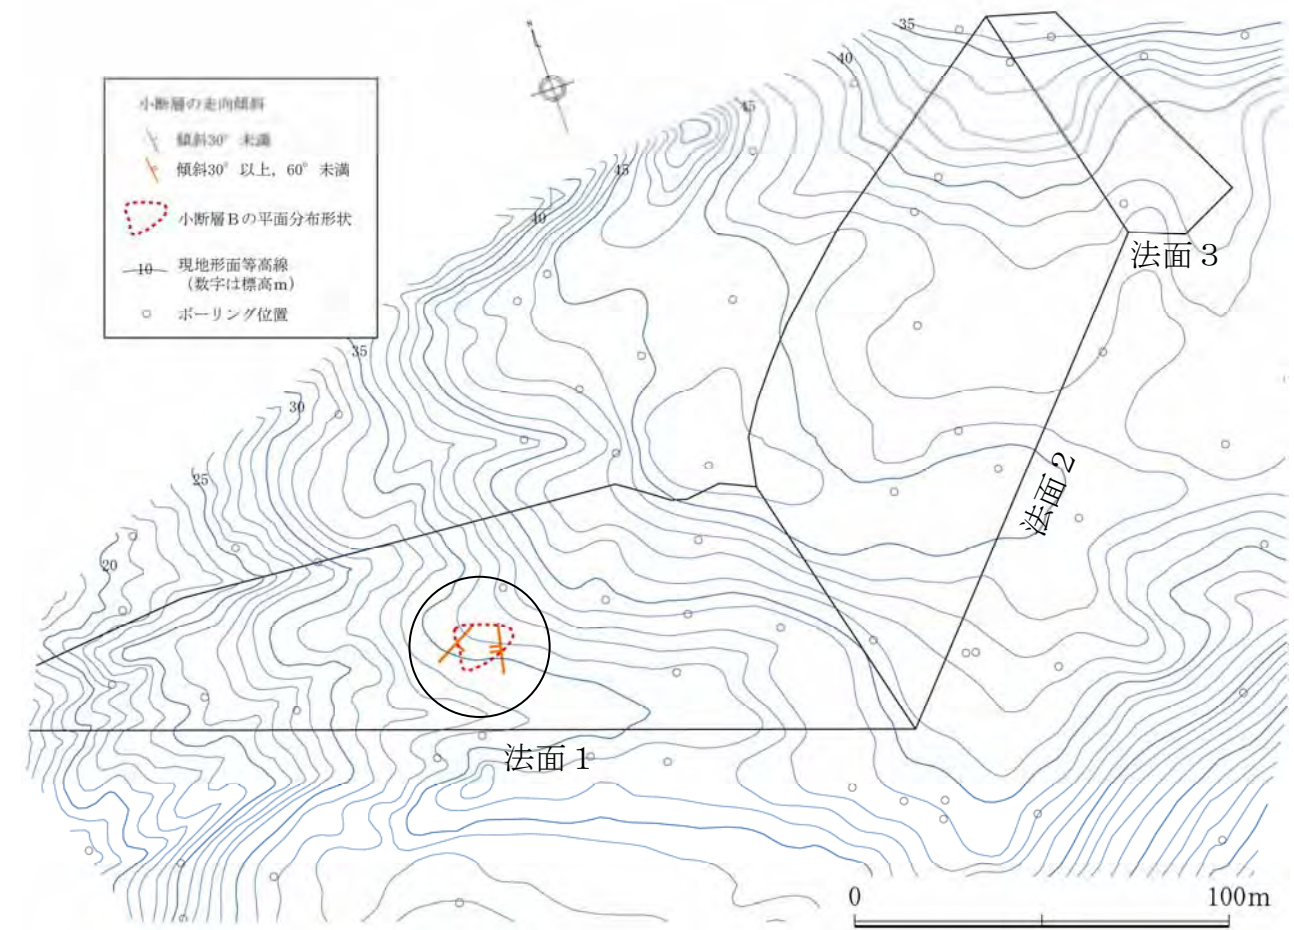 N
35
40
45
小断層の走向傾斜
傾斜30° 未満
傾斜30° 以上，60° 未満
小断層Bの平面分布形状
10 現地形面等高線
（数字は標高m）
ボーリング位置
45
40
35
30
25
20
法面３
法面２
法面１
0 100m